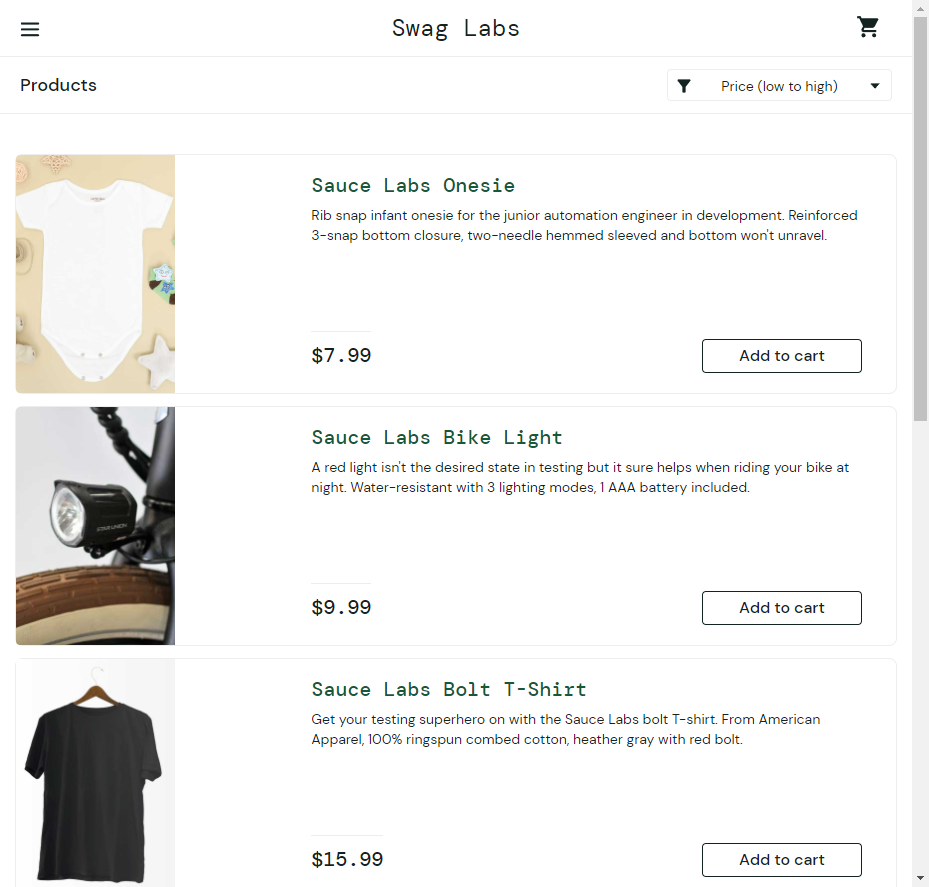 Swag Labs
Products
Price (low to high)
Sauce Labs Onesie
Rib snap infant onesie for the junior automation engineer in development. Reinforced
3-snap bottom closure, two-needle hemmed sleeved and bottom won't unravel.
$7.99
Add to cart
Sauce Labs Bike Light
A red light isn't the desired state in testing but it sure helps when riding your bike at
night. Water-resistant with 3 lighting modes, 1 AAA battery included.
$9.99
Add to cart
Sauce Labs Bolt T-Shirt
Get your testing superhero on with the Sauce Labs bolt T-shirt. From American
Apparel, 100% ringspun combed cotton, heather gray with red bolt.
$15.99
Add to cart